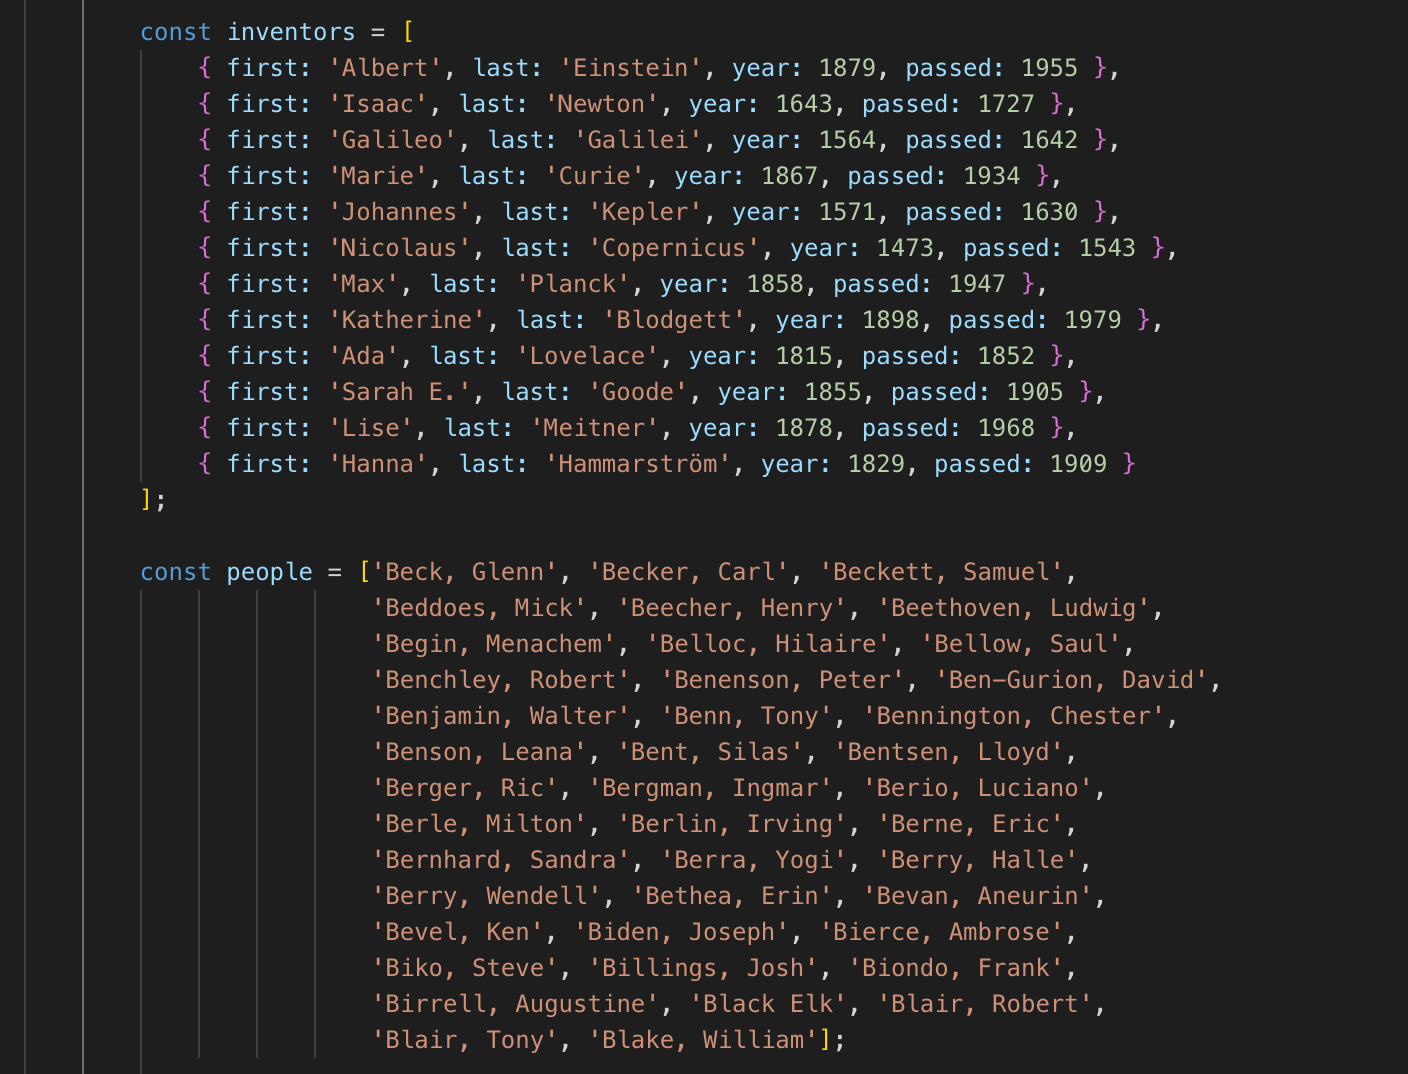 const inventors = [
{ first: 'Albert', last: 'Einstein', year: 1879, passed: 1955 },
{ first: 'Isaac', last: 'Newton', year: 1643, passed: 1727 },
{ first: 'Galileo', last: 'Galilei', year: 1564, passed: 1642 },
{ first: 'Marie', last: 'Curie', year: 1867, passed: 1934 },
{ first: 'Johannes', last: 'Kepler', year: 1571, passed: 1630 },
{ first: 'Nicolaus', last: 'Copernicus', year: 1473, passed: 1543 },
{ first: 'Max', last: 'Planck', year: 1858, passed: 1947 },
{ first: 'Katherine', last: 'Blodgett', year: 1898, passed: 1979 },
{ first: 'Ada', last: 'Lovelace', year: 1815, passed: 1852 },
{ first: 'Sarah E.', last: 'Goode', year: 1855, passed: 1905 },
{ first: 'Lise', last: 'Meitner', year: 1878, passed: 1968 },
{ first: 'Hanna', last: 'Hammarström', year: 1829, passed: 1909 }
];
const people = ['Beck, Glenn', 'Becker, Carl', 'Beckett, Samuel',
'Beddoes, Mick', 'Beecher, Henry', 'Beethoven, Ludwig',
'Begin, Menachem', 'Belloc, Hilaire', 'Bellow, Saul',
'Benchley, Robert', 'Benenson, Peter', 'Ben-Gurion, David',
'Benjamin, Walter', 'Benn, Tony', 'Bennington, Chester',
'Benson, Leana', 'Bent, Silas', 'Bentsen, Lloyd',
'Berger, Ric', 'Bergman, Ingmar', 'Berio, Luciano',
'Berle, Milton', 'Berlin, Irving', 'Berne, Eric',
'Bernhard, Sandra', 'Berra, Yogi', 'Berry, Halle',
'Berry, Wendell', 'Bethea, Erin', 'Bevan, Aneurin',
'Bevel, Ken', 'Biden, Joseph', 'Bierce, Ambrose',
'Biko, Steve', 'Billings, Josh', 'Biondo, Frank',
'Birrell, Augustine', 'Black Elk', 'Blair, Robert',
'Blair, Tony', 'Blake, William'];